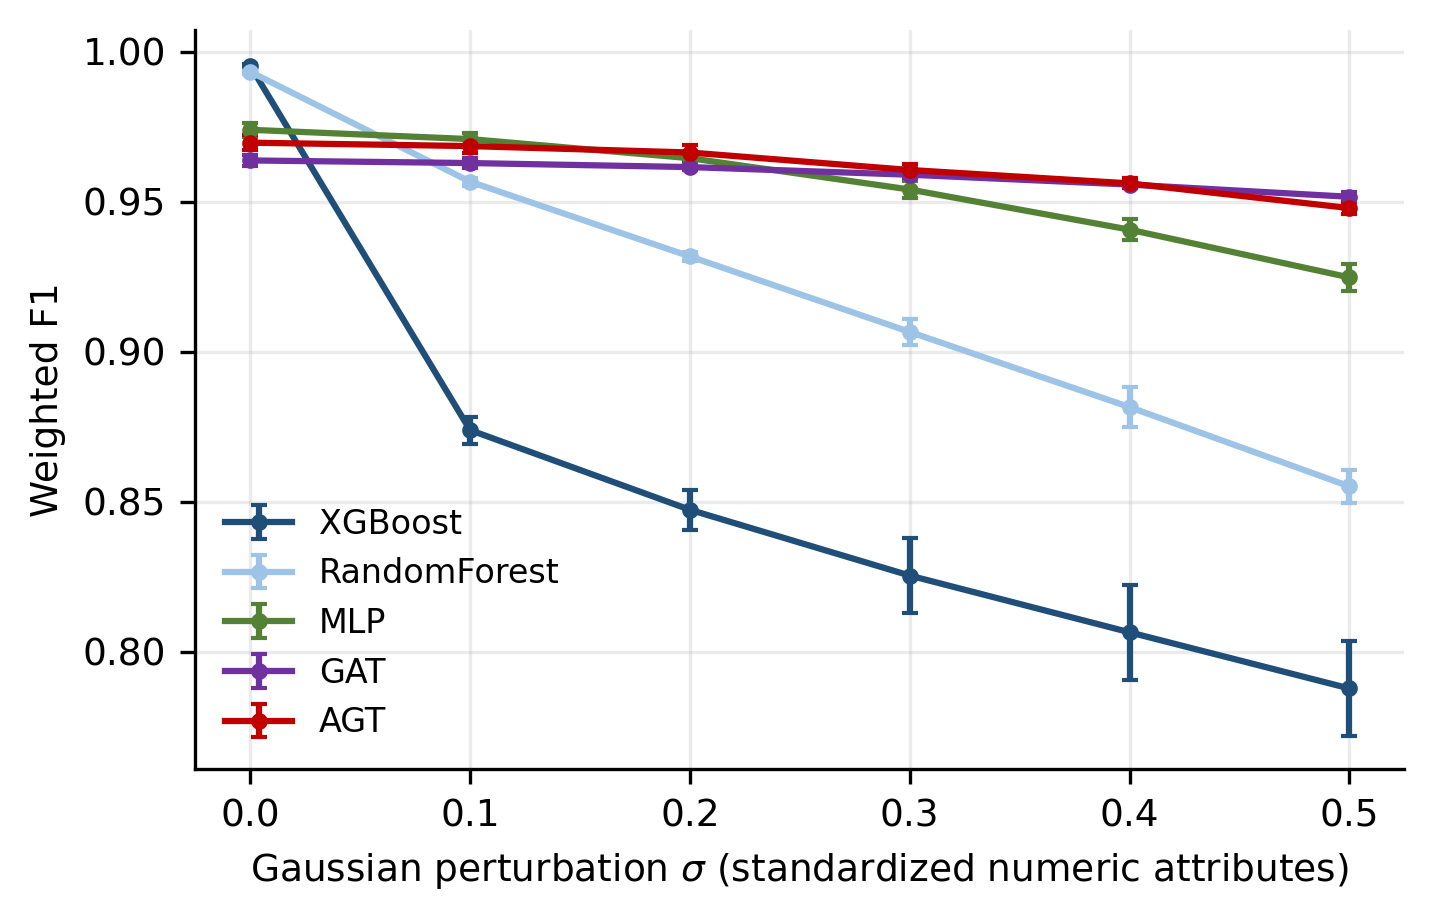 1.00
0.95
0.90
0.85
0.80
Weighted F1
XGBoost
RandomForest
MLP
GAT
AGT
0.0 0.1 0.2 0.3 0.4 0.5
Gaussian perturbation σ (standardized numeric attributes)